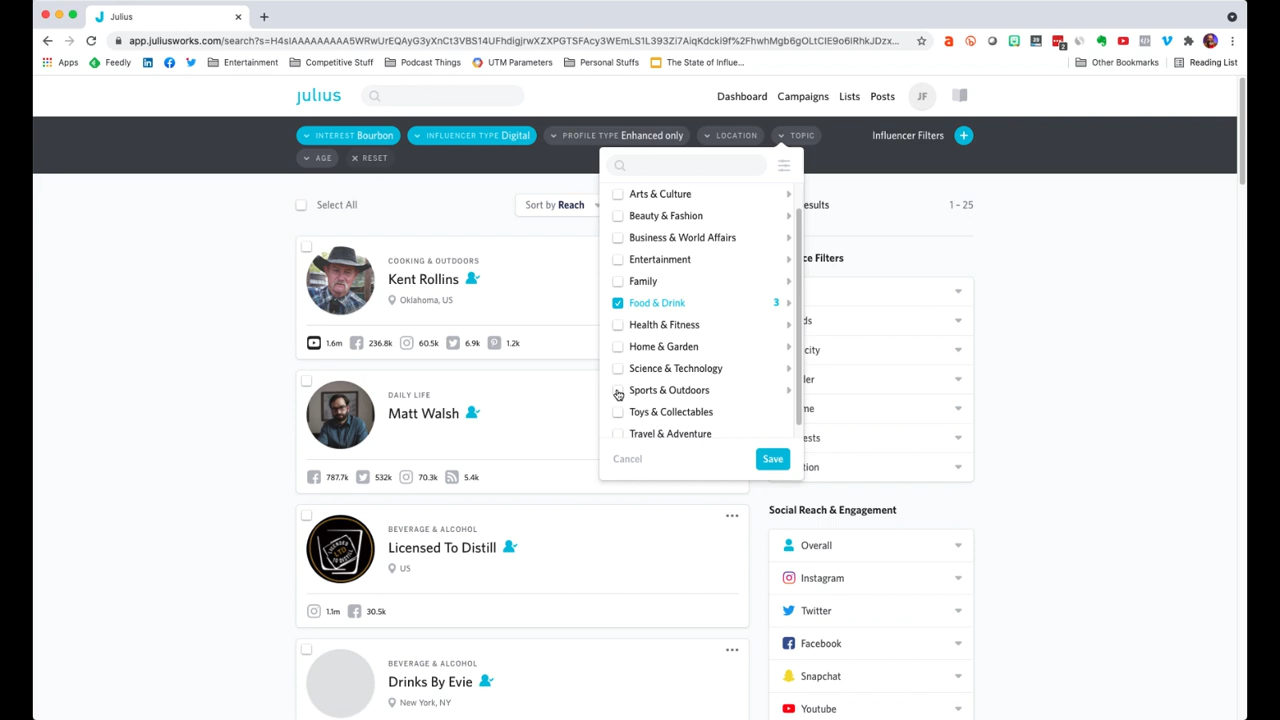 Julius
app.juliusworks.com/search?s=
Apps
Feedly
Entertainment
Competitive Stuff
Podcast Things
UTM Parameters
Personal Stuffs
The State of Influe...
Other Bookmarks
Reading List
julius
Dashboard
Campaigns
Lists
Posts
JF
INTEREST Bourbon
INFLUENCER TYPE Digital
PROFILE TYPE Enhanced only
LOCATION
TOPIC
Influencer Filters
AGE
RESET
Select All
Sort by Reach
esults
1 - 25
COOKING & OUTDOORS
Kent Rollins
Oklahoma, US
1.6m
236.8k
60.5k
6.9k
1.2k
DAILY LIFE
Matt Walsh
787.7k
532k
70.3k
5.4k
BEVERAGE & ALCOHOL
Licensed To Distill
US
1.1m
30.5k
BEVERAGE & ALCOHOL
Drinks By Evie
New York, NY
Arts & Culture
Beauty & Fashion
Business & World Affairs
Entertainment
Family
Food & Drink 3
Health & Fitness
Home & Garden
Science & Technology
Sports & Outdoors
Toys & Collectables
Travel & Adventure
Cancel
Save
ce Filters
ds
city
er
me
ests
tion
Social Reach & Engagement
Overall
Instagram
Twitter
Facebook
Snapchat
Youtube